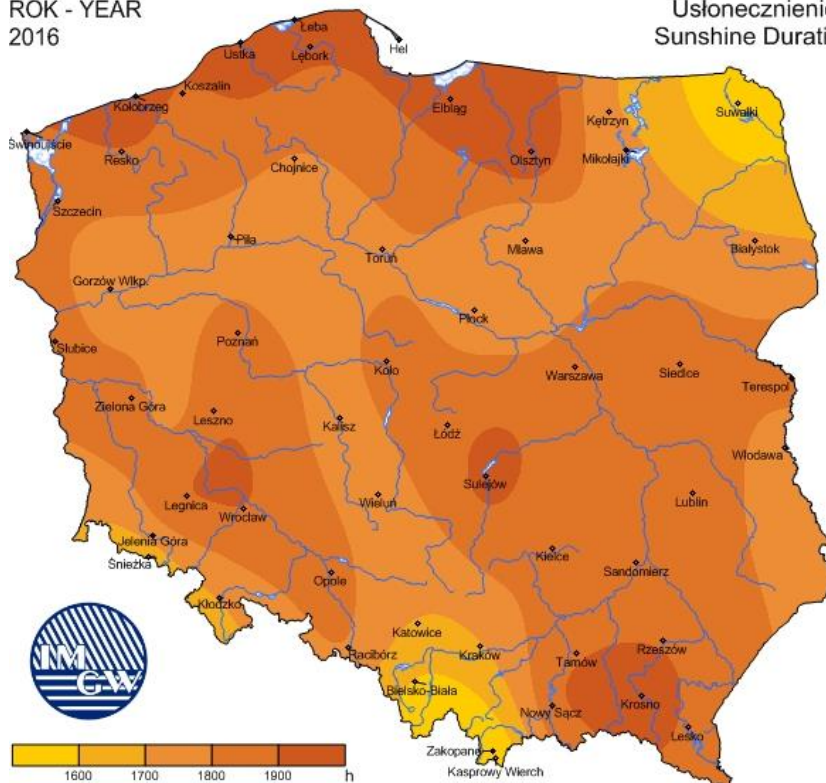 ROK - YEAR
2016
Usłonecznieni
Sunshine Durati
Łeba
Ustka
Lębork
Hel
Koszalin
Kołobrzeg
Elbląg
Kętrzyn
Suwałki
Świnoujście
Resko
Chojnice
Olsztyn
Mikołajki
Szczecin
Piła
Toruń
Mława
Białystok
Gorzów Wlkp.
Płock
Słubice
Poznań
Koło
Warszawa
Siedlce
Terespol
Zielona Góra
Leszno
Kalisz
Łódź
Włodawa
Sulejów
Legnica
Wrocław
Wieluń
Lublin
Jelenia Góra
Śnieżka
Kielce
Sandomierz
Opole
Kłodzko
Katowice
Kraków
Racibórz
Tarnów
Rzeszów
Bielsko-Biała
Krosno
Nowy Sącz
Lesko
Zakopane
Kasprowy Wierch
IM
GW
1600 1700 1800 1900 h